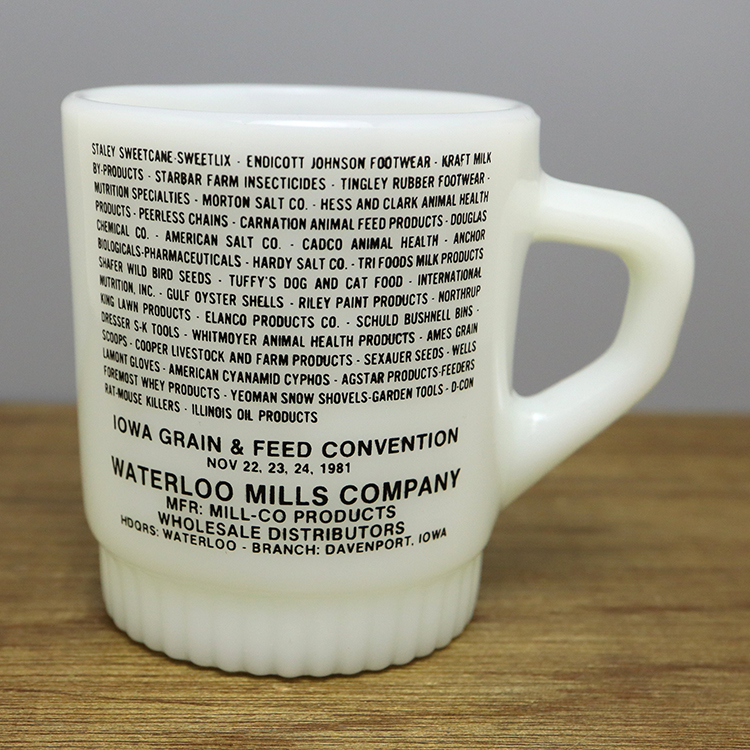 STALEY SWEETCANE-SWEETLIX - ENDICOTT JOHNSON FOOTWEAR - KRAFT MILK
BY-PRODUCTS - STARBAR FARM INSECTICIDES - TINGLEY RUBBER FOOTWEAR -
NUTRITION SPECIALTIES - MORTON SALT CO. - HESS AND CLARK ANIMAL HEALTH
PRODUCTS - PEERLESS CHAINS - CARNATION ANIMAL FEED PRODUCTS - DOUGLAS
CHEMICAL CO. - AMERICAN SALT CO. - CADCO ANIMAL HEALTH - ANCHOR
BIOLOGICALS-PHARMACEUTICALS - HARDY SALT CO. - TRI FOODS MILK PRODUCTS
SHAFER WILD BIRD SEEDS - TUFFY'S DOG AND CAT FOOD - INTERNATIONAL
NUTRITION, INC. - GULF OYSTER SHELLS - RILEY PAINT PRODUCTS - NORTHRUP
KING LAWN PRODUCTS - ELANCO PRODUCTS CO. - SCHULD BUSHNELL BINS -
DRESSER S-K TOOLS - WHITMOYER ANIMAL HEALTH PRODUCTS - AMES GRAIN
SCOOPS - COOPER LIVESTOCK AND FARM PRODUCTS - SEXAUER SEEDS - WELLS
LAMONT GLOVES - AMERICAN CYANAMID CYPHOS - AGSTAR PRODUCTS-FEEDERS
FOREMOST WHEY PRODUCTS - YEOMAN SNOW SHOVELS-GARDEN TOOLS - D-CON
RAT-MOUSE KILLERS - ILLINOIS OIL PRODUCTS
IOWA GRAIN & FEED CONVENTION
NOV 22, 23, 24, 1981
WATERLOO MILLS COMPANY
MFR: MILL-CO PRODUCTS
WHOLESALE DISTRIBUTORS
HDQRS: WATERLOO - BRANCH: DAVENPORT, IOWA